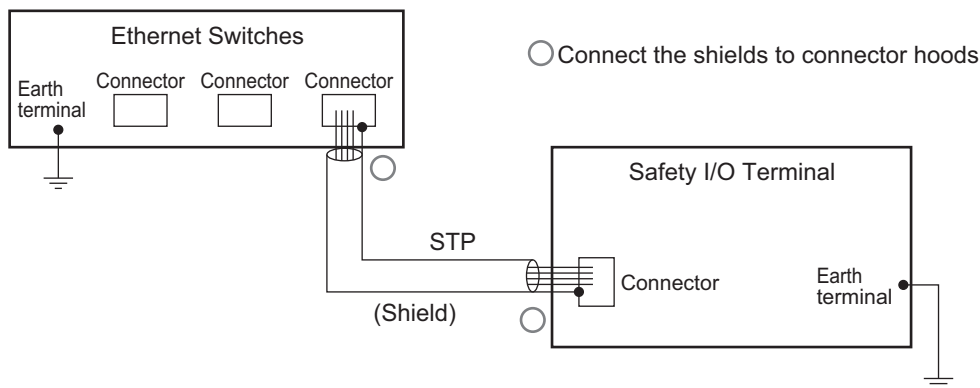 Ethernet Switches
Connect the shields to connector hoods
Earth
terminal
Connector
Connector
Connector
Safety I/O Terminal
STP
(Shield)
Connector
Earth
terminal